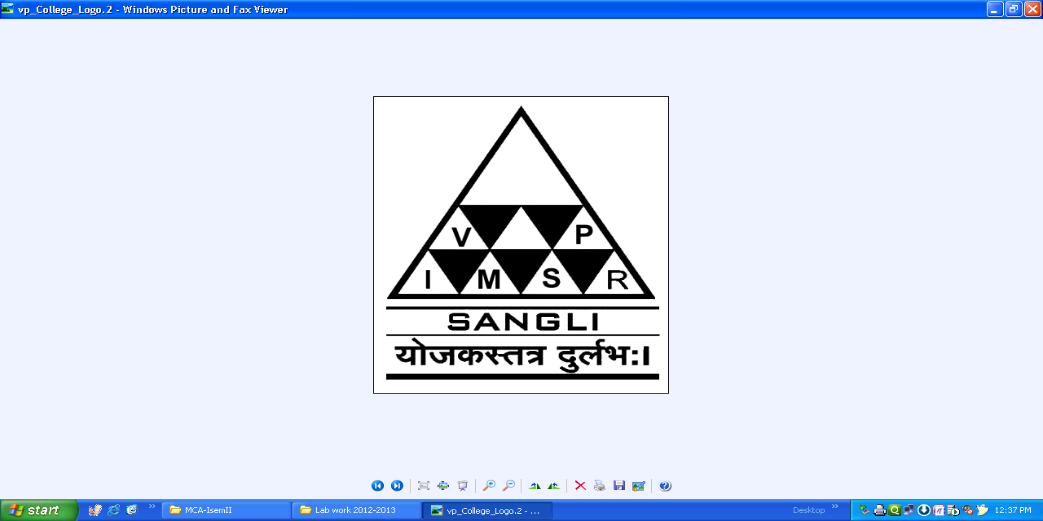 vp_College_Logo.2 - Windows Picture and Fax Viewer
V P
I M S R
SANGLI
योजकस्तत्र दुर्लभ:।
start » MCA-IsemII Lab work 2012-2013 vp_College_Logo.2 - ... Desktop » 12:37 PM